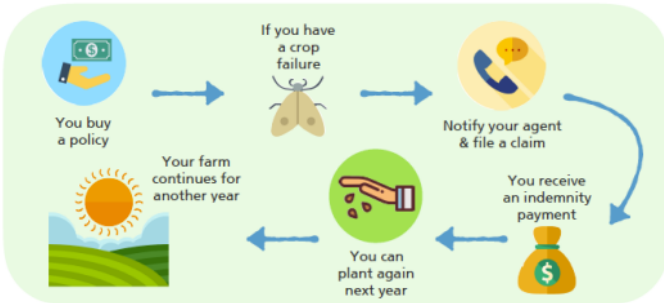 You buy
a policy
If you have
a crop
failure
Notify your agent
& file a claim
You receive
an indemnity
payment
$
You can
plant again
next year
Your farm
continues for
another year